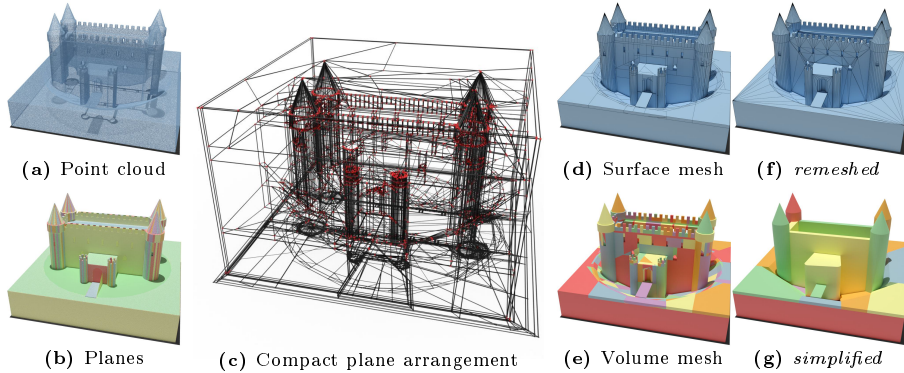 (a) Point cloud
(b) Planes
(c) Compact plane arrangement
(d) Surface mesh
(e) Volume mesh
(f) remeshed
(g) simplified